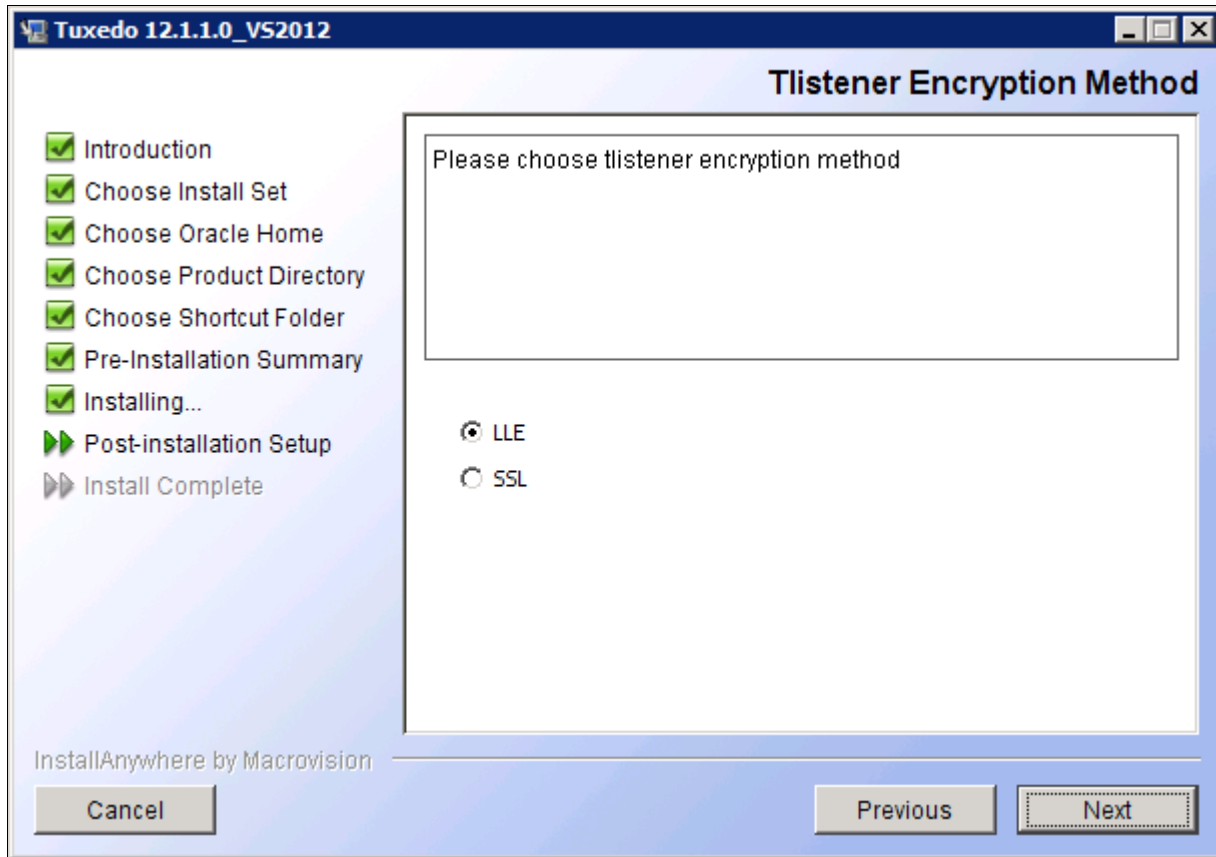 Tuxedo 12.1.1.0_VS2012
Tlistener Encryption Method
Introduction
Choose Install Set
Choose Oracle Home
Choose Product Directory
Choose Shortcut Folder
Pre-Installation Summary
Installing...
Post-installation Setup
Install Complete
Please choose tlistener encryption method
LLE
SSL
InstallAnywhere by Macrovision
Cancel
Previous
Next